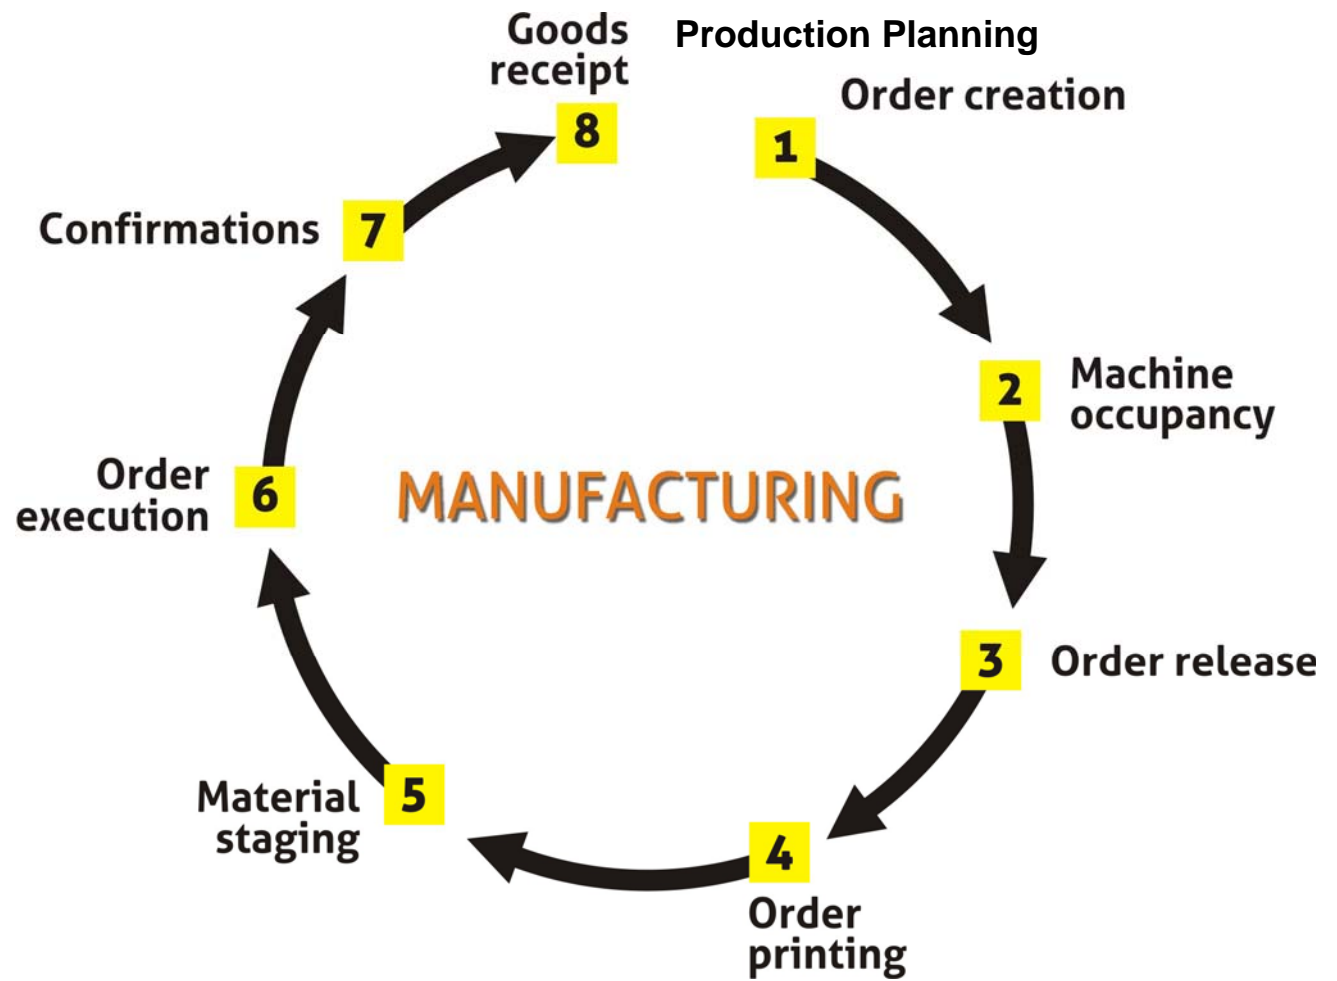 Production Planning
1
Order creation
2
Machine
occupancy
3
Order release
4
Order
printing
5
Material
staging
6
Order
execution
7
Confirmations
8
Goods
receipt
MANUFACTURING